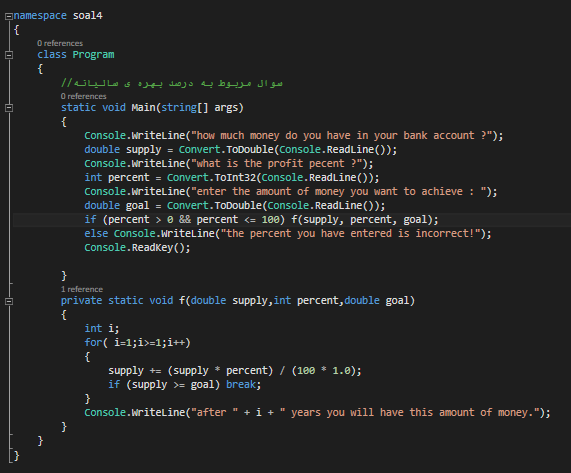 namespace soal4
{
0 references
class Program
{
//سوال مربوط به درصد بهره ی سالیانه
0 references
static void Main(string[] args)
{
Console.WriteLine("how much money do you have in your bank account ?");
double supply = Convert.ToDouble(Console.ReadLine());
Console.WriteLine("what is the profit pecent ?");
int percent = Convert.ToInt32(Console.ReadLine());
Console.WriteLine("enter the amount of money you want to achieve : ");
double goal = Convert.ToDouble(Console.ReadLine());
if (percent > 0 && percent <= 100) f(supply, percent, goal);
else Console.WriteLine("the percent you have entered is incorrect!");
Console.ReadKey();
}
1 reference
private static void f(double supply,int percent,double goal)
{
int i;
for( i=1;i>=1;i++)
{
supply += (supply * percent) / (100 * 1.0);
if (supply >= goal) break;
}
Console.WriteLine("after " + i + " years you will have this amount of money.");
}
}
}